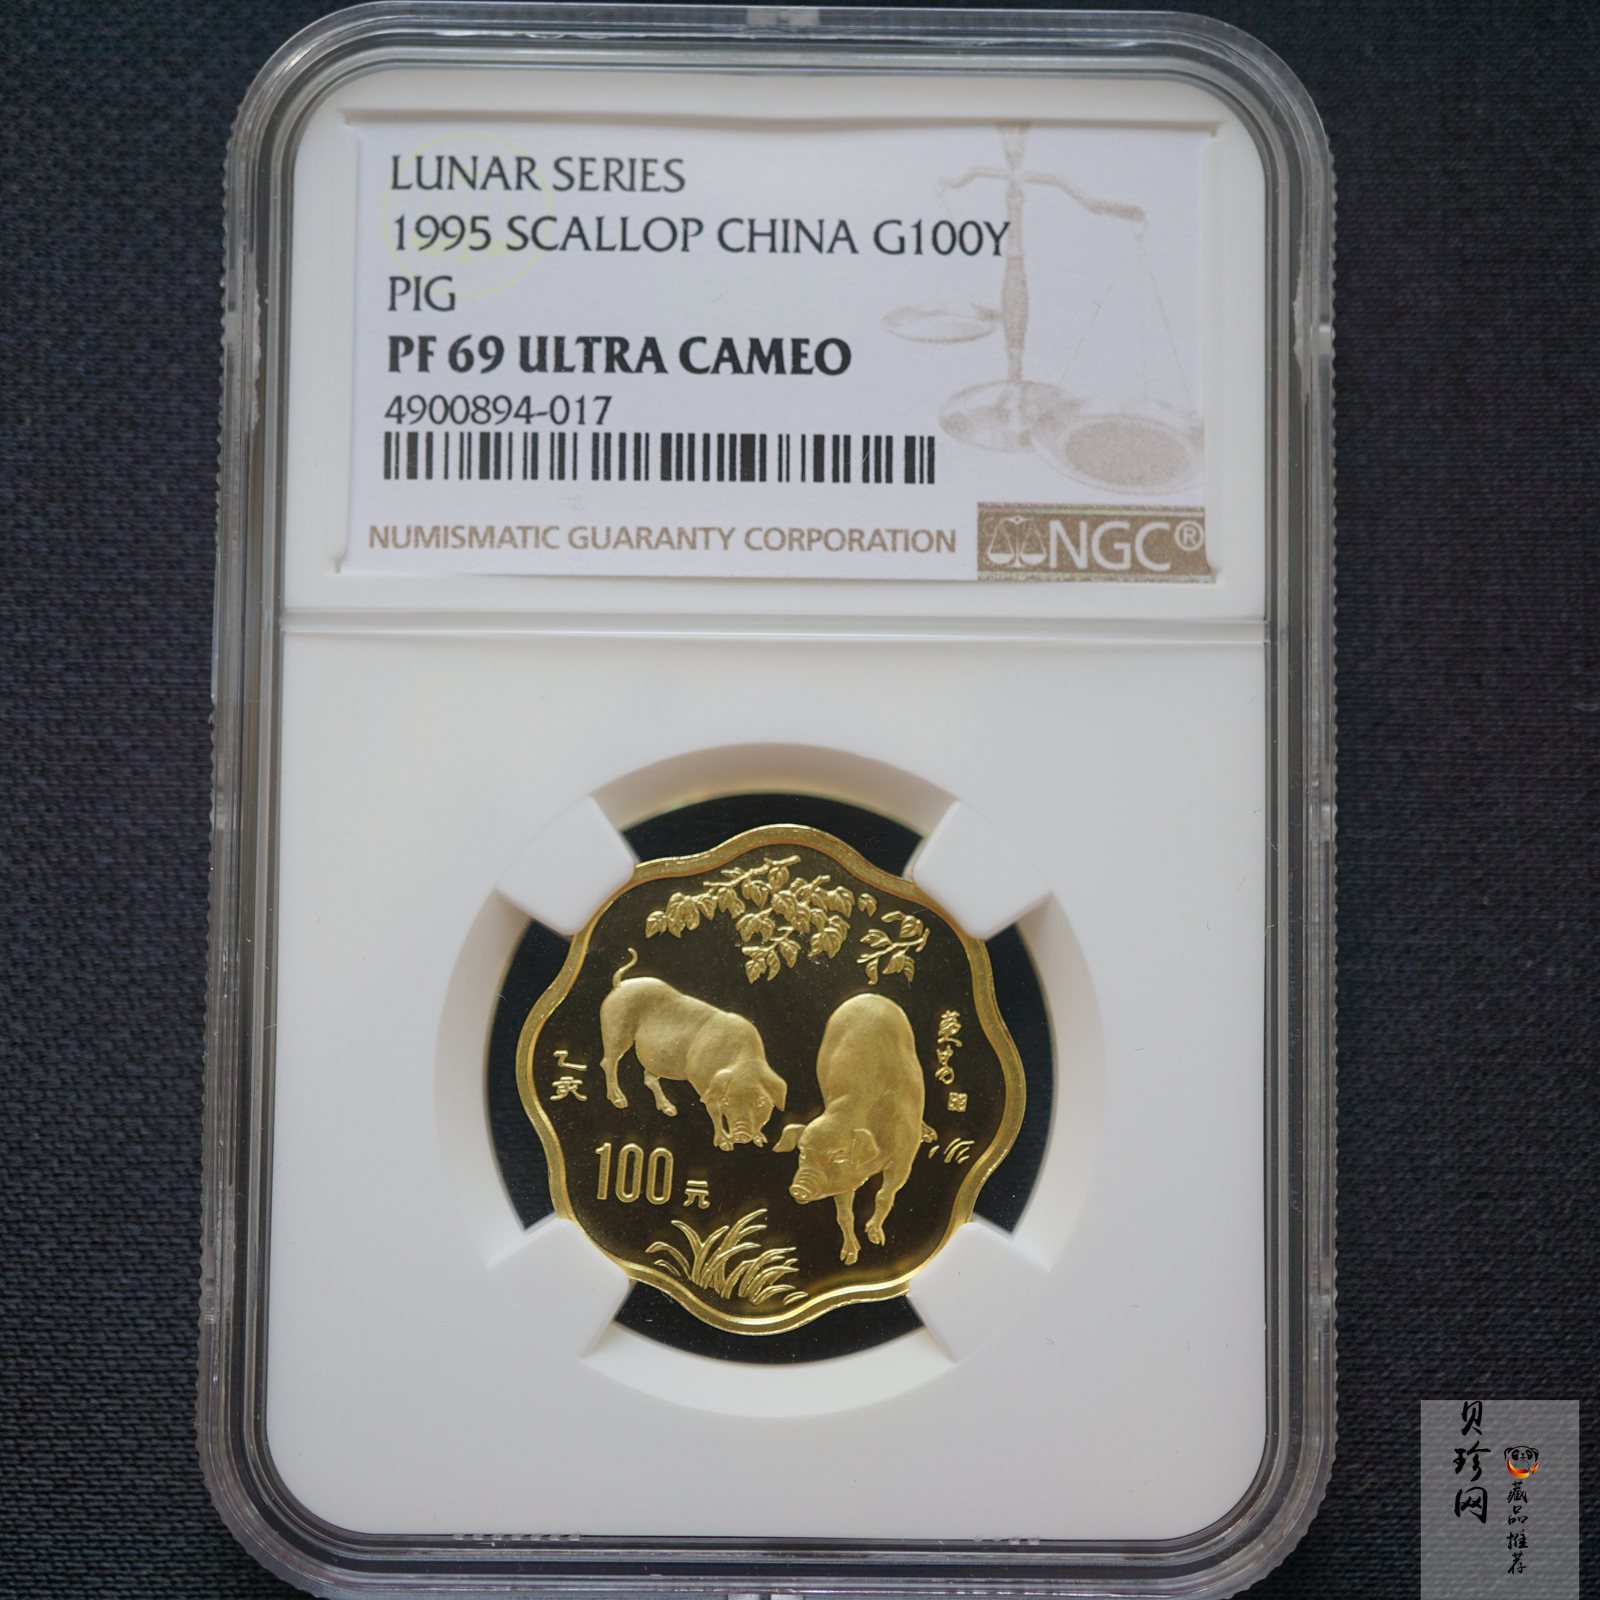 LUNAR SERIES
1995 SCALLOP CHINA G100Y
PIG
PF 69 ULTRA CAMEO
4900894-017
NUMISMATIC GUARANTY CORPORATION
NGC®
乙亥
100元
贝珍网
藏品推荐